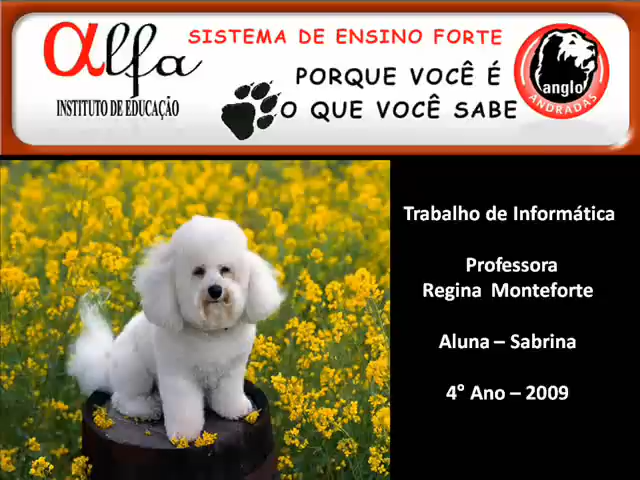 αlfa
INSTITUTO DE EDUCAÇÃO
SISTEMA DE ENSINO FORTE
PORQUE VOCÊ É
O QUE VOCÊ SABE
anglo
ANDRADAS
Trabalho de Informática
Professora
Regina Monteforte
Aluna – Sabrina
4° Ano – 2009